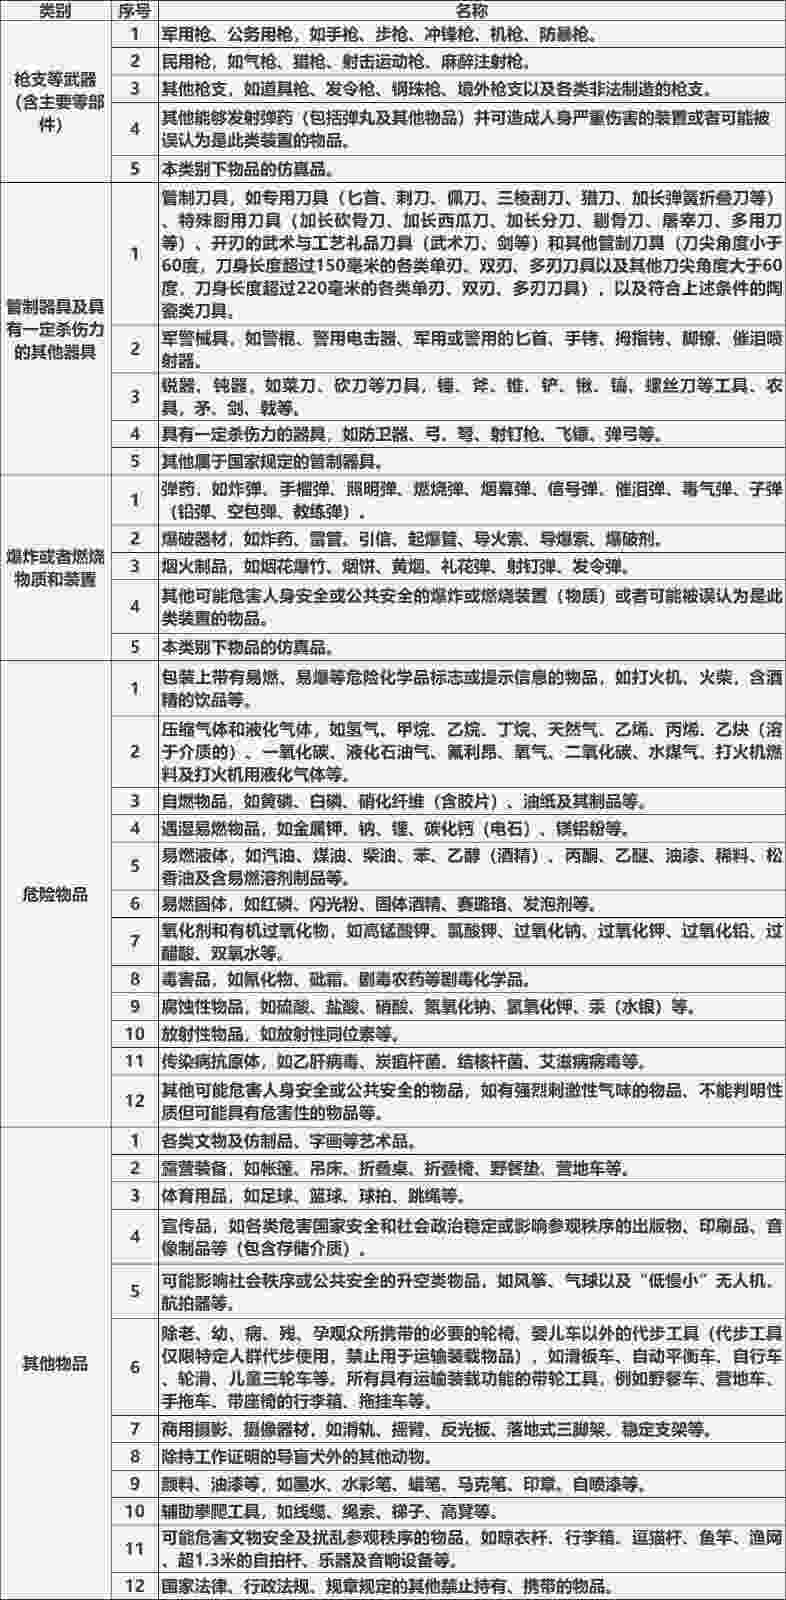 类别 序号 名称
枪支等武器
（含主要零部
件）
1 军用枪、公务用枪，如手枪、步枪、冲锋枪、机枪、防暴枪。
2 民用枪，如气枪、猎枪、射击运动枪、麻醉注射枪。
3 其他枪支，如道具枪、发令枪、钢珠枪、境外枪支以及各类非法制造的枪支。
4 其他能够发射弹药（包括弹丸及其他物品）并可造成人身严重伤害的装置或者可能被
误认为是此类装置的物品。
5 本类别下物品的仿真品。
管制器具及具
有一定杀伤力
的其他器具
1 管制刀具，如专用刀具（匕首、刺刀、佩刀、三棱刮刀、猎刀、加长弹簧折叠刀等）
、特殊厨用刀具（加长砍骨刀、加长西瓜刀、加长分刀、剔骨刀、屠宰刀、多用刀
等）、开刃的武术与工艺礼品刀具（武术刀、剑等）和其他管制刀具（刀尖角度小于
60度，刀身长度超过150毫米的各类单刃、双刃、多刃刀具以及其他刀尖角度大于60
度，刀身长度超过220毫米的各类单刃、双刃、多刃刀具），以及符合上述条件的陶
瓷类刀具。
2 军警械具，如警棍、警用电击器、军用或警用的匕首、手铐、拇指铐、脚镣、催泪喷
射器。
3 锐器、钝器，如菜刀、砍刀等刀具，锤、斧、锥、铲、锹、镐、螺丝刀等工具、农
具，矛、剑、戟等。
4 具有一定杀伤力的器具，如防卫器、弓、弩、射钉枪、飞镖、弹弓等。
5 其他属于国家规定的管制器具。
爆炸或者燃烧
物质和装置
1 弹药，如炸弹、手榴弹、照明弹、燃烧弹、烟幕弹、信号弹、催泪弹、毒气弹、子弹
（铅弹、空包弹、教练弹）。
2 爆破器材，如炸药、雷管、引信、起爆管、导火索、导爆索、爆破剂。
3 烟火制品，如烟花爆竹、烟饼、黄烟、礼花弹、射钉弹、发令弹。
4 其他可能危害人身安全或公共安全的爆炸或燃烧装置（物质）或者可能被误认为是此
类装置的物品。
5 本类别下物品的仿真品。
危险物品
1 包装上带有易燃、易爆等危险化学品标志或提示信息的物品，如打火机、火柴，含酒
精的饮品等。
2 压缩气体和液化气体，如氢气、甲烷、乙烷、丁烷、天然气、乙烯、丙烯、乙炔（溶
于介质的）、一氧化碳、液化石油气、氟利昂、氧气、二氧化碳、水煤气、打火机燃
料及打火机用液化气体等。
3 自燃物品，如黄磷、白磷、硝化纤维（含胶片）、油纸及其制品等。
4 遇湿易燃物品，如金属钾、钠、锂、碳化钙（电石）、镁铝粉等。
5 易燃液体，如汽油、煤油、柴油、苯、乙醇（酒精）、丙酮、乙醚、油漆、稀料、松
香油及含易燃溶剂制品等。
6 易燃固体，如红磷、闪光粉、固体酒精、赛璐珞、发泡剂等。
7 氧化剂和有机过氧化物，如高锰酸钾、氯酸钾、过氧化钠、过氧化钾、过氧化铅、过
醋酸、双氧水等。
8 毒害品，如氰化物、砒霜、剧毒农药等剧毒化学品。
9 腐蚀性物品，如硫酸、盐酸、硝酸、氢氧化钠、氢氧化钾、汞（水银）等。
10 放射性物品，如放射性同位素等。
11 传染病抗原体，如乙肝病毒、炭疽杆菌、结核杆菌、艾滋病病毒等。
12 其他可能危害人身安全或公共安全的物品，如有强烈刺激性气味的物品、不能判明性
质但可能具有危害性的物品等。
其他物品
1 各类文物及仿制品、字画等艺术品。
2 露营装备，如帐篷、吊床、折叠桌、折叠椅、野餐垫、营地车等。
3 体育用品，如足球、篮球、球拍、跳绳等。
4 宣传品，如各类危害国家安全和社会政治稳定或影响参观秩序的出版物、印刷品、音
像制品等（包含存储介质）。
5 可能影响社会秩序或公共安全的升空类物品，如风筝、气球以及“低慢小”无人机、
航拍器等。
6 除老、幼、病、残、孕观众所携带的必要的轮椅、婴儿车以外的代步工具（代步工具
仅限特定人群代步使用，禁止用于运输装载物品），如滑板车、自动平衡车、自行车
、轮滑、儿童三轮车等。所有具有运输装载功能的带轮工具，例如野餐车、营地车、
手拖车、带座椅的行李箱、拖挂车等。
7 商用摄影、摄像器材，如滑轨、摇臂、反光板、落地式三脚架、稳定支架等。
8 除持工作证明的导盲犬外的其他动物。
9 颜料、油漆等，如墨水、水彩笔、蜡笔、马克笔、印章、自喷漆等。
10 辅助攀爬工具，如线缆、绳索、梯子、高凳等。
11 可能危害文物安全及扰乱参观秩序的物品，如晾衣杆、行李箱、逗猫杆、鱼竿、渔网
、超1.3米的自拍杆、乐器及音响设备等。
12 国家法律、行政法规、规章规定的其他禁止持有、携带的物品。